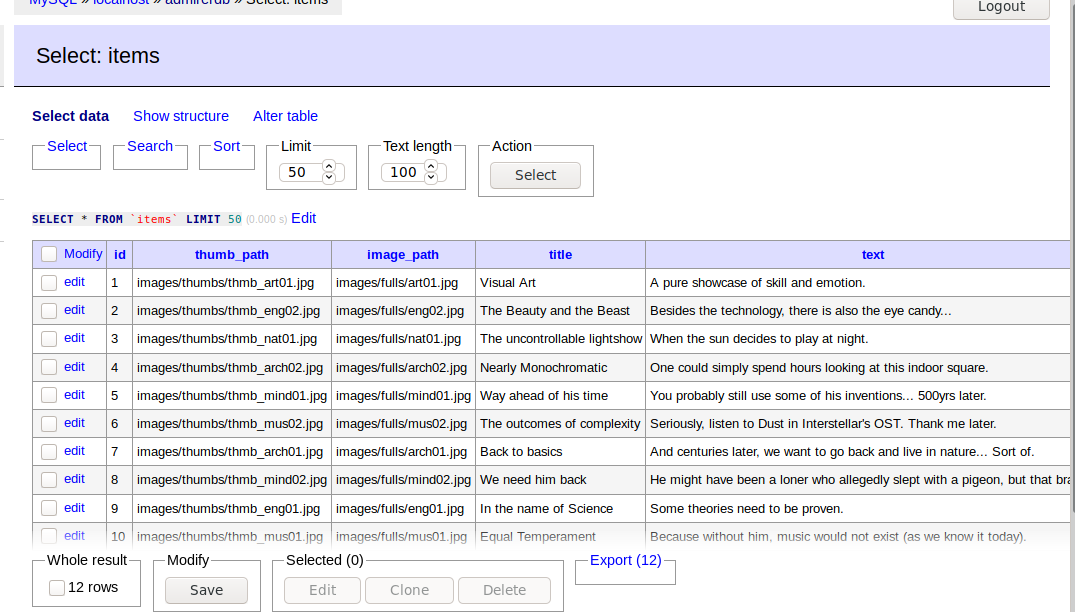 MySQL » localhost » admirerdb » Select: items
Logout
Select: items
Select data Show structure Alter table
Select Search Sort Limit Text length Action
50 100 Select
SELECT * FROM `items` LIMIT 50 (0.000 s) Edit
Modify id thumb_path image_path title text
edit 1 images/thumbs/thmb_art01.jpg images/fulls/art01.jpg Visual Art A pure showcase of skill and emotion.
edit 2 images/thumbs/thmb_eng02.jpg images/fulls/eng02.jpg The Beauty and the Beast Besides the technology, there is also the eye candy...
edit 3 images/thumbs/thmb_nat01.jpg images/fulls/nat01.jpg The uncontrollable lightshow When the sun decides to play at night.
edit 4 images/thumbs/thmb_arch02.jpg images/fulls/arch02.jpg Nearly Monochromatic One could simply spend hours looking at this indoor square.
edit 5 images/thumbs/thmb_mind01.jpg images/fulls/mind01.jpg Way ahead of his time You probably still use some of his inventions... 500yrs later.
edit 6 images/thumbs/thmb_mus02.jpg images/fulls/mus02.jpg The outcomes of complexity Seriously, listen to Dust in Interstellar's OST. Thank me later.
edit 7 images/thumbs/thmb_arch01.jpg images/fulls/arch01.jpg Back to basics And centuries later, we want to go back and live in nature... Sort of.
edit 8 images/thumbs/thmb_mind02.jpg images/fulls/mind02.jpg We need him back He might have been a loner who allegedly slept with a pigeon, but that
edit 9 images/thumbs/thmb_eng01.jpg images/fulls/eng01.jpg In the name of Science Some theories need to be proven.
edit 10 images/thumbs/thmb_mus01.jpg images/fulls/mus01.jpg Equal Temperament Because without him, music would not exist (as we know it today).
Whole result Modify Selected (0) Export (12)
12 rows Save Edit Clone Delete